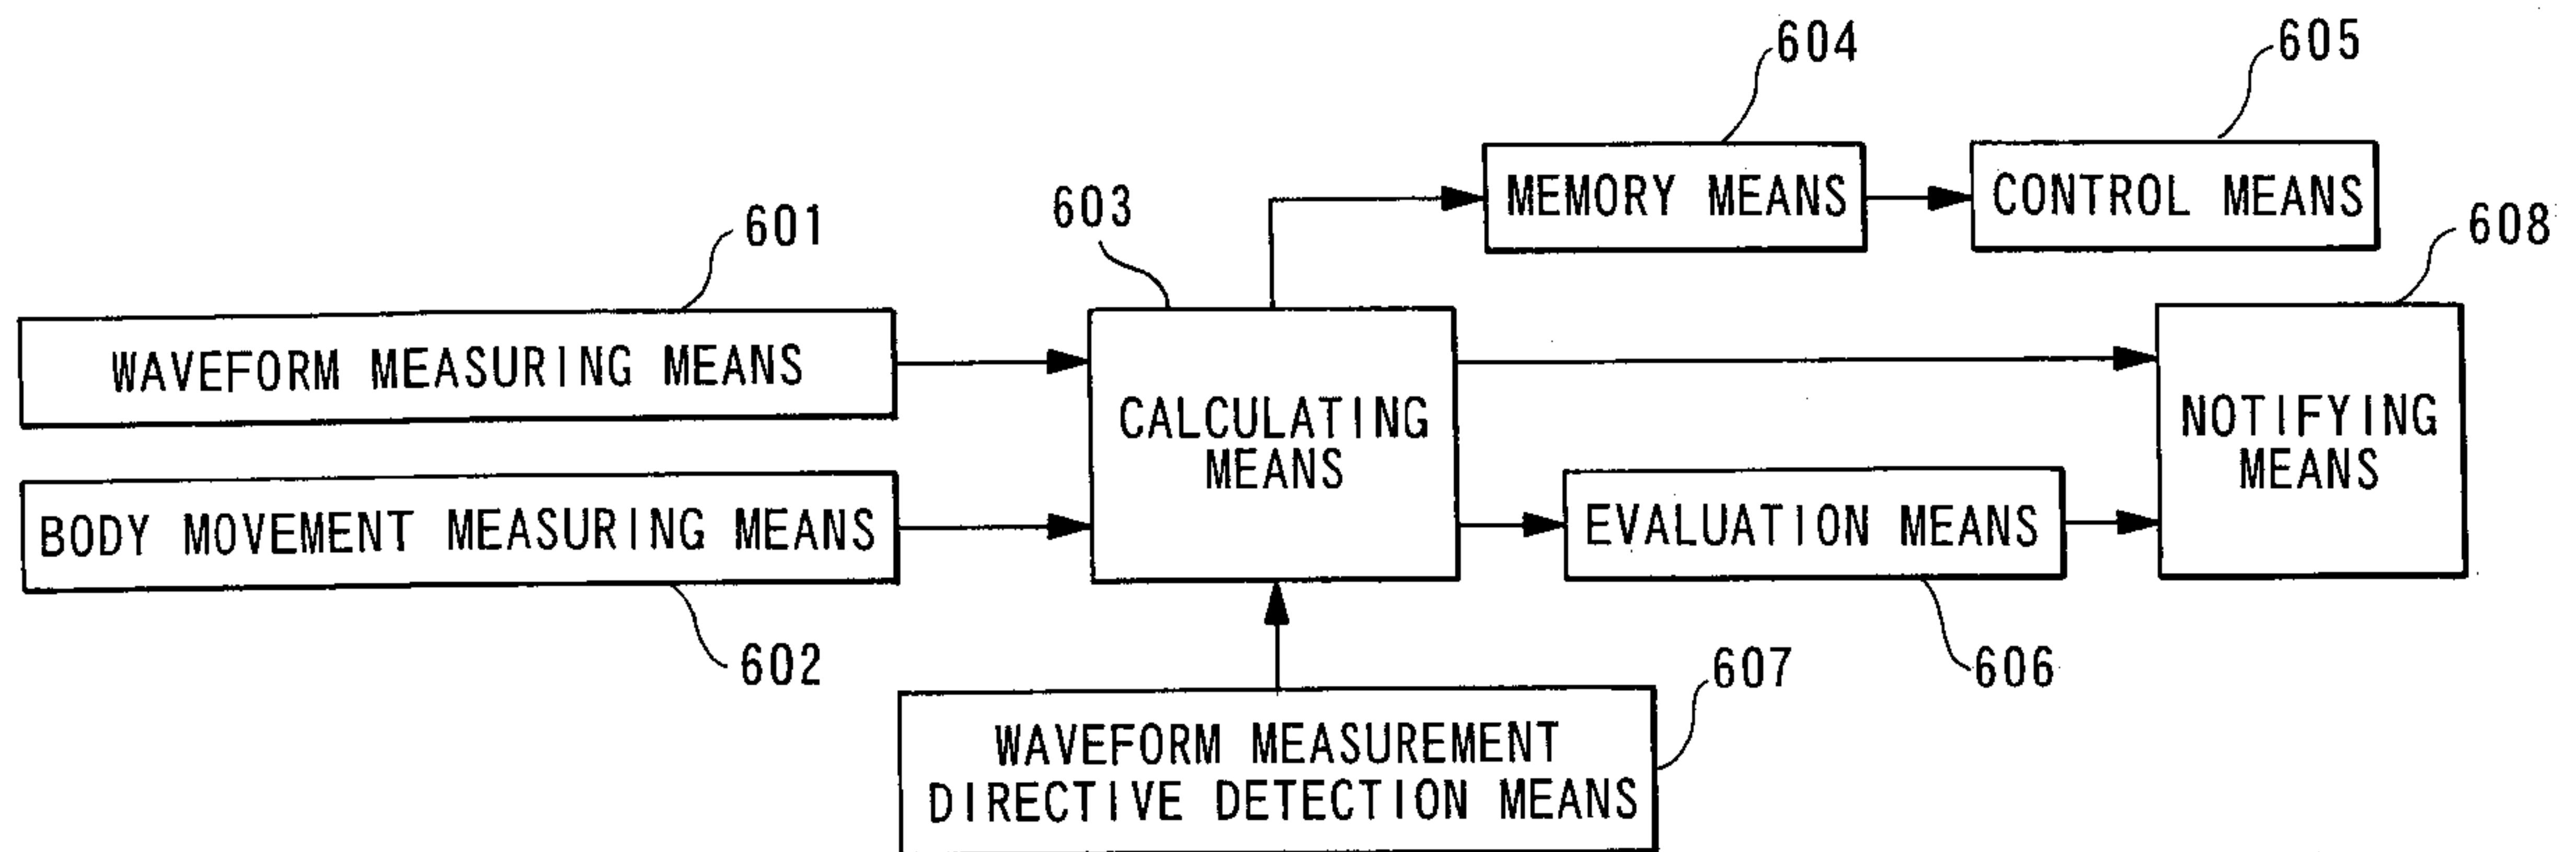 604
605
MEMORY MEANS
CONTROL MEANS
601
603
608
WAVEFORM MEASURING MEANS
CALCULATING
MEANS
NOTIFYING
MEANS
BODY MOVEMENT MEASURING MEANS
EVALUATION MEANS
602
607
606
WAVEFORM MEASUREMENT
DIRECTIVE DETECTION MEANS